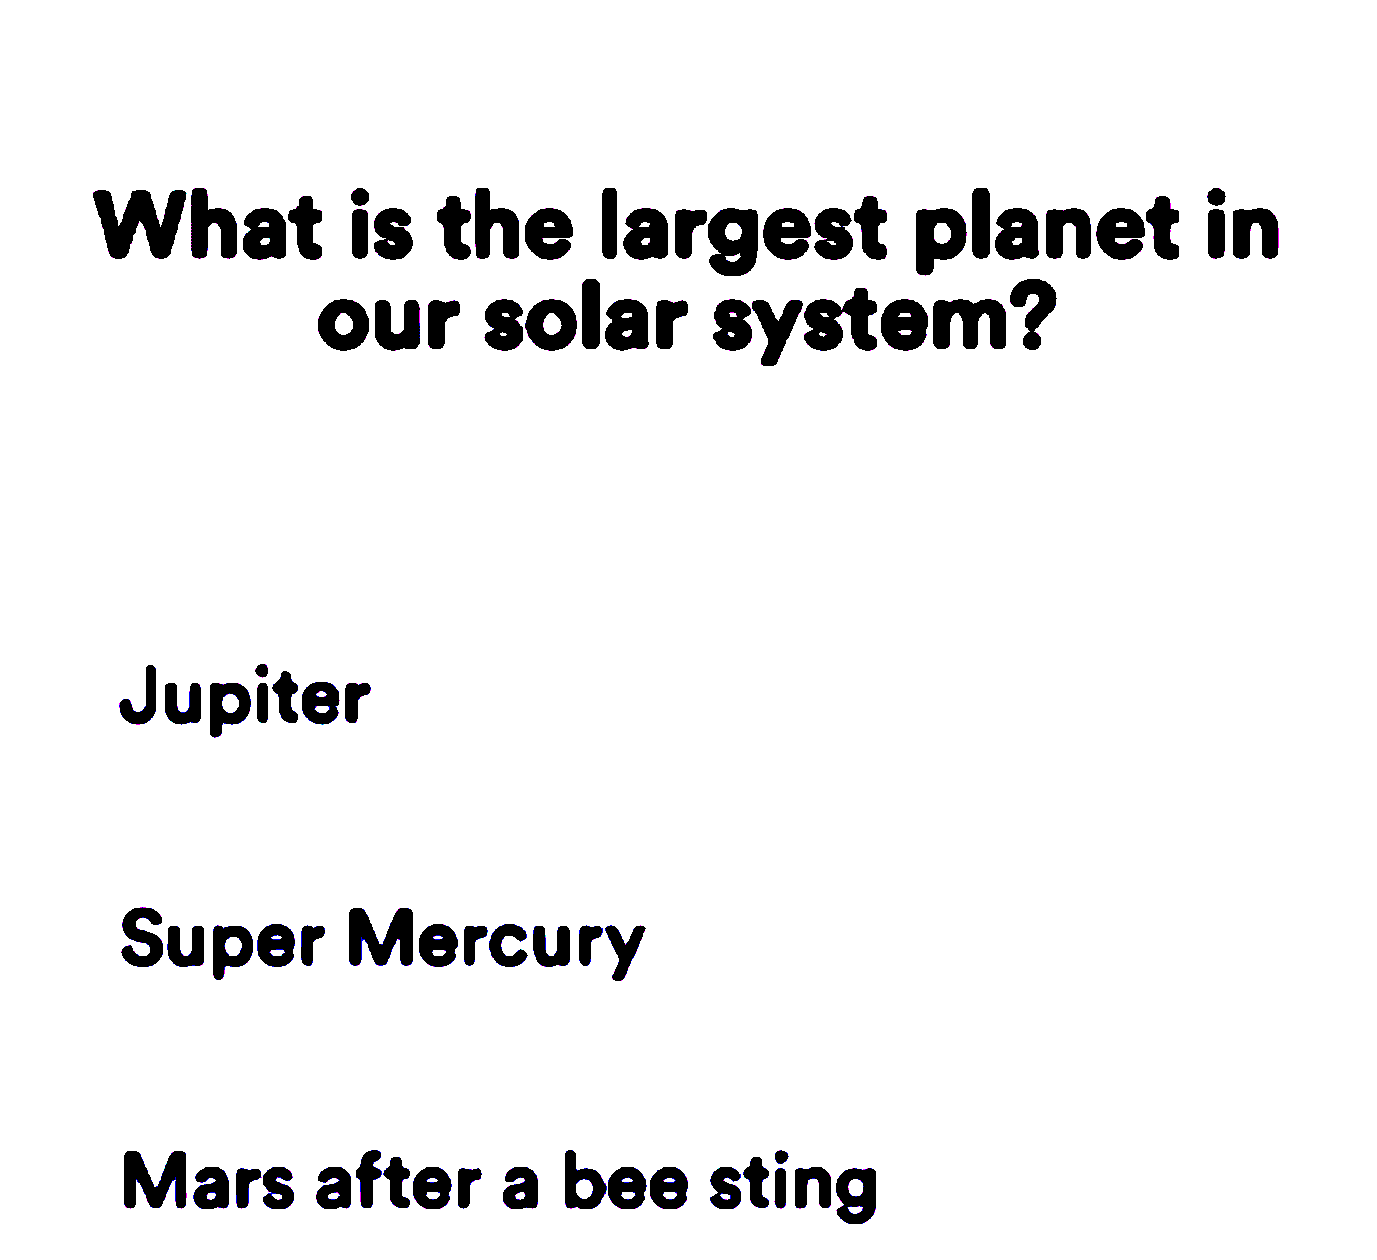 What is the largest planet in
our solar system?
Jupiter
Super Mercury
Mars after a bee sting